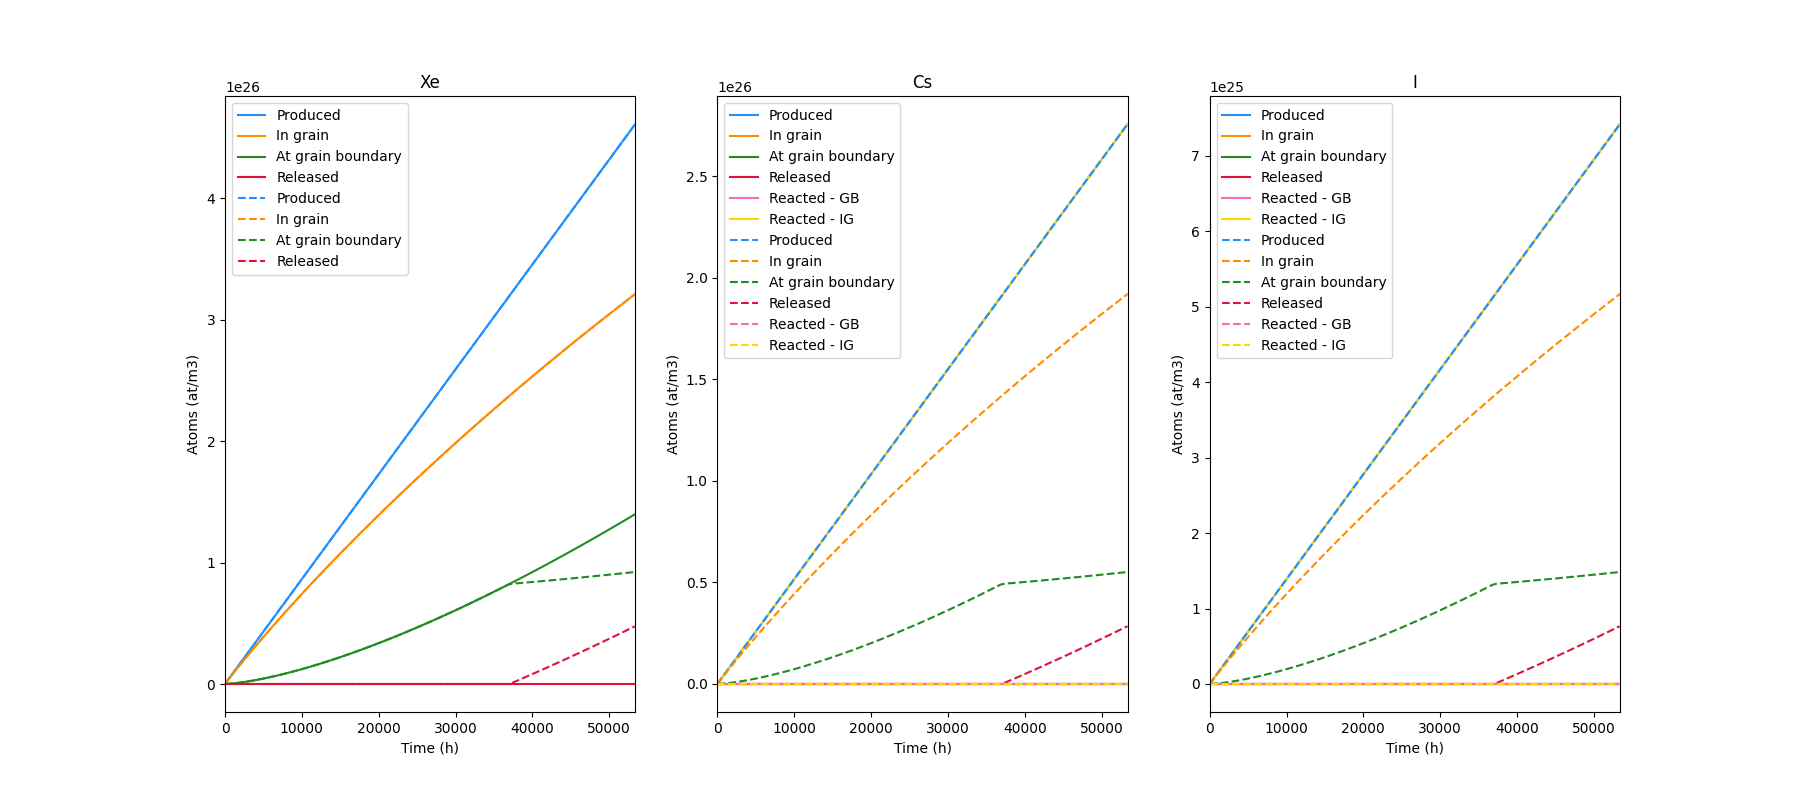 Xe
1e26
Produced
In grain
At grain boundary
Released
Produced
In grain
At grain boundary
Released
4
3
2
1
0
Atoms (at/m3)
0 10000 20000 30000 40000 50000
Time (h)
Cs
1e26
Produced
In grain
At grain boundary
Released
Reacted - GB
Reacted - IG
Produced
In grain
At grain boundary
Released
Reacted - GB
Reacted - IG
2.5
2.0
1.5
1.0
0.5
0.0
Atoms (at/m3)
0 10000 20000 30000 40000 50000
Time (h)
I
1e25
Produced
In grain
At grain boundary
Released
Reacted - GB
Reacted - IG
Produced
In grain
At grain boundary
Released
Reacted - GB
Reacted - IG
7
6
5
4
3
2
1
0
Atoms (at/m3)
0 10000 20000 30000 40000 50000
Time (h)